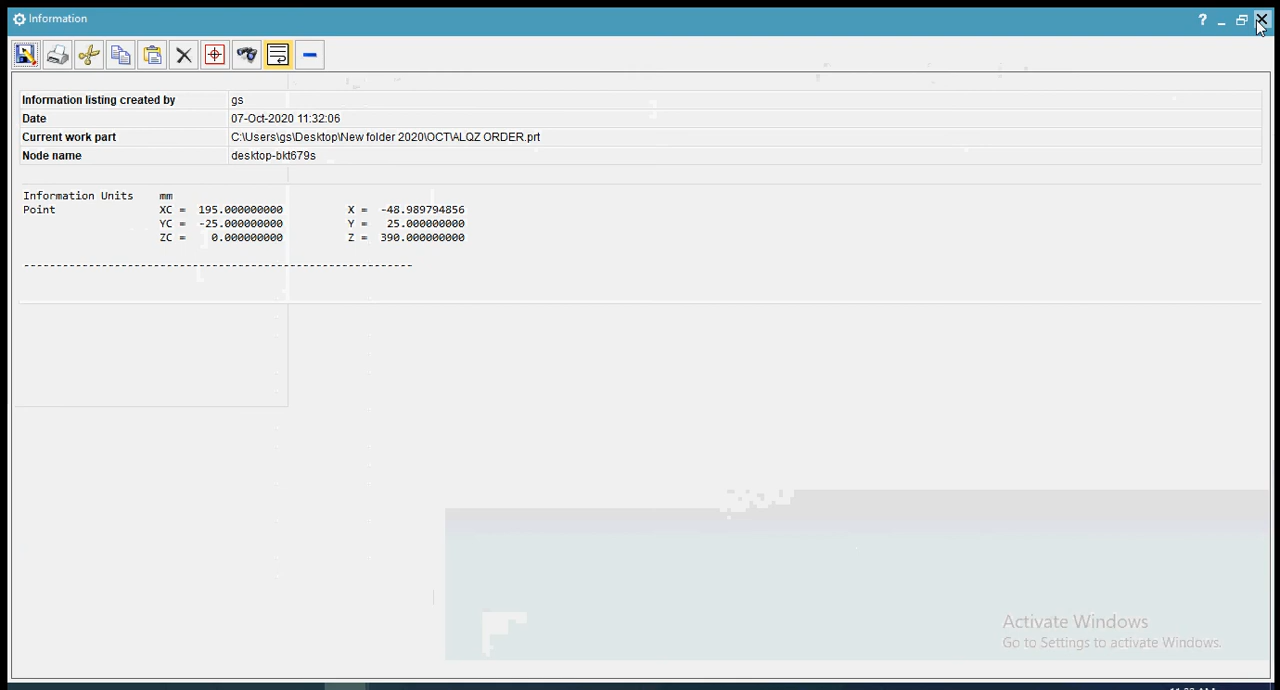 Information
Information listing created by gs
Date 07-Oct-2020 11:32:06
Current work part C:\Users\gs\Desktop\New folder 2020\OCT\ALQZ ORDER.prt
Node name desktop-bkt679s
Information Units mm
Point XC = 195.000000000 X = -48.989794856
YC = -25.000000000 Y = 25.000000000
ZC = 0.000000000 Z = 390.000000000
------------------------------------------------------------
Activate Windows
Go to Settings to activate Windows.